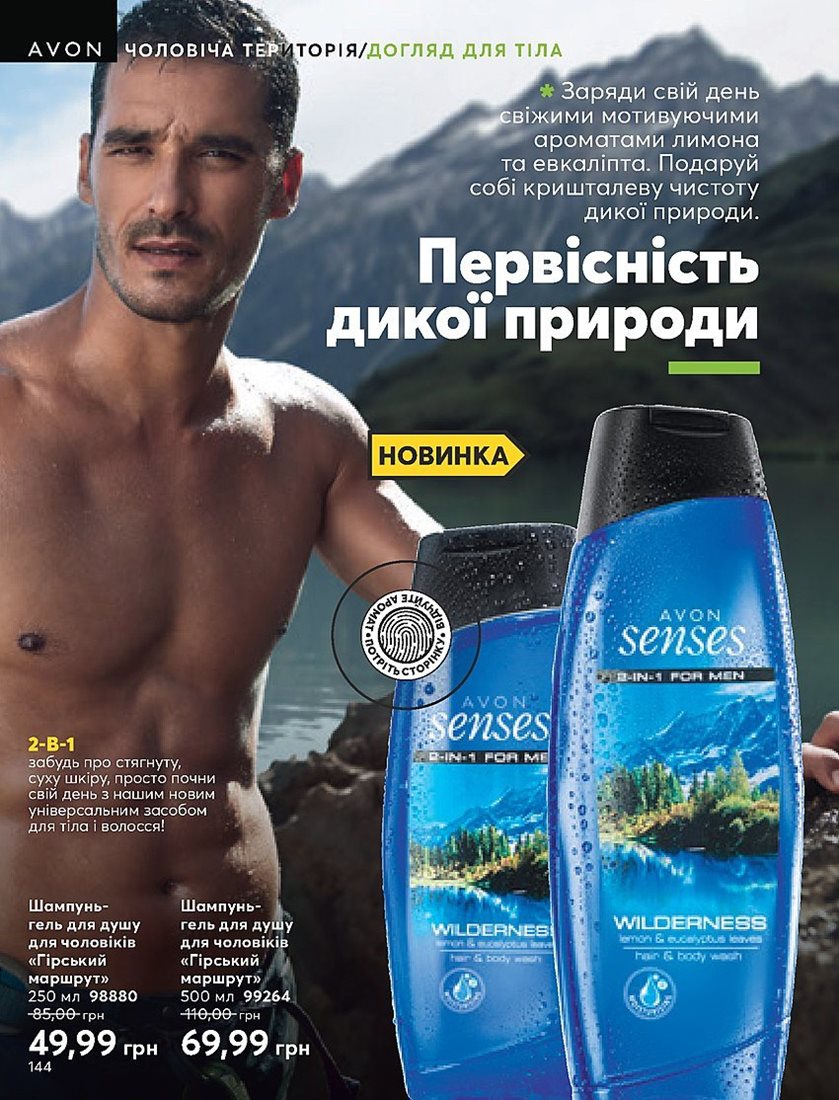 AVON ЧОЛОВІЧА ТЕРИТОРІЯ/ДОГЛЯД ДЛЯ ТІЛА
* Заряди свій день
свіжими мотивуючими
ароматами лимона
та евкаліпта. Подаруй
собі кришталеву чистоту
дикої природи.
Первісність
дикої природи
НОВИНКА
ВІДЧУЙТЕ АРОМАТ • ПОТРІТЬ СТОРІНКУ •
AVON
senses
2-IN-1 FOR MEN
WILDERNESS
lemon & eucalyptus leaves
hair & body wash
AVON
senses
2-IN-1 FOR ME
WILDERNESS
lemon & eucalyptus leaves
hair & body wash
2-В-1
забудь про стягнуту,
суху шкіру, просто почни
свій день з нашим новим
універсальним засобом
для тіла і волосся!
Шампунь-
гель для душу
для чоловіків
«Гірський
маршрут»
250 мл 98880
85,00 грн
49,99 грн
Шампунь-
гель для душу
для чоловіків
«Гірський
маршрут»
500 мл 99264
110,00 грн
69,99 грн
144